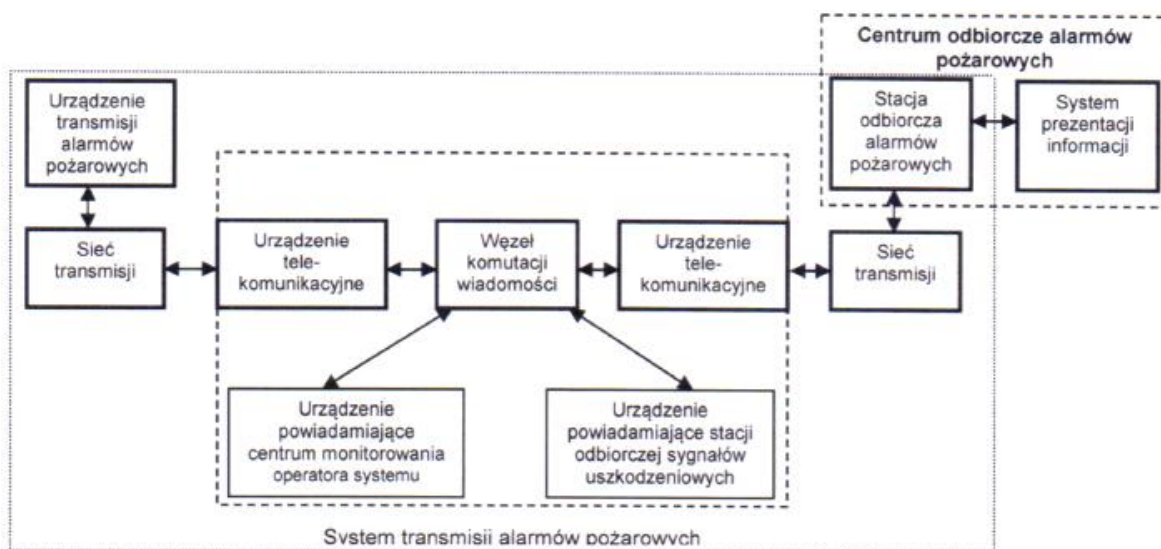 Centrum odbiorcze alarmów
pożarowych
Urządzenie
transmisji
alarmów
pożarowych
Stacja
odbiorcza
alarmów
pożarowych
System
prezentacji
informacji
Sieć
transmisji
Urządzenie
tele-
komunikacyjne
Węzeł
komutacji
wiadomości
Urządzenie
tele-
komunikacyjne
Sieć
transmisji
Urządzenie
powiadamiające
centrum monitorowania
operatora systemu
Urządzenie
powiadamiające stacji
odbiorczej sygnałów
uszkodzeniowych
System transmisji alarmów pożarowych